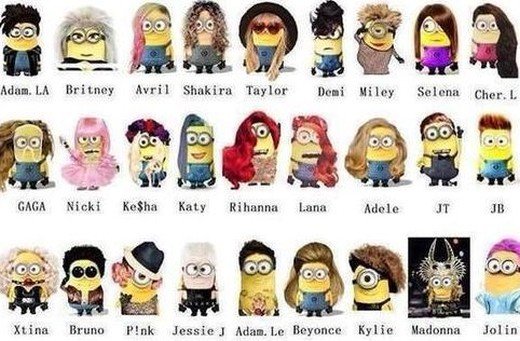 Adam.LA Britney Avril Shakira Taylor Demi Miley Selena Cher.L
GAGA Nicki Ke$ha Katy Rihanna Lana Adele JT JB
Xtina Bruno P!nk Jessie J Adam.Le Beyonce Kylie Madonna Jolin